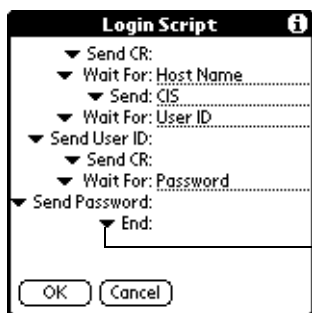 Login Script i
Send CR:
Wait For: Host Name
Send: CIS
Wait For: User ID
Send User ID:
Send CR:
Wait For: Password
Send Password:
End:
OK Cancel